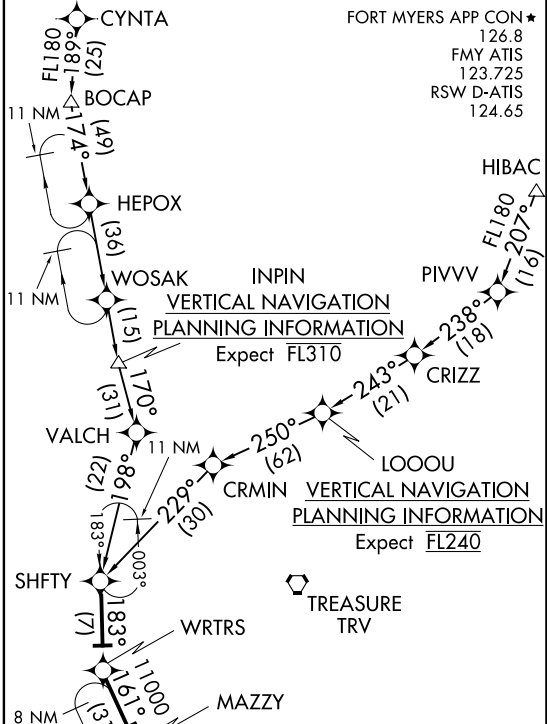 CYNTA
FL180
189°
(25)
BOCAP
FORT MYERS APP CON ★
126.8
FMY ATIS
123.725
RSW D-ATIS
124.65
11 NM
174°
(49)
HEPOX
HIBAC
FL180
207°
(16)
(36)
11 NM
WOSAK
(15)
INPIN
VERTICAL NAVIGATION
PLANNING INFORMATION
Expect FL310
PIVVV
238°
(18)
CRIZZ
243°
(21)
170°
(31)
VALCH
11 NM
250°
(62)
LOOOU
VERTICAL NAVIGATION
PLANNING INFORMATION
Expect FL240
CRMIN
229°
(30)
198°
(22)
183°
003°
SHFTY
TREASURE
TRV
183°
(7)
WRTRS
11000
161°
MAZZY
8 NM